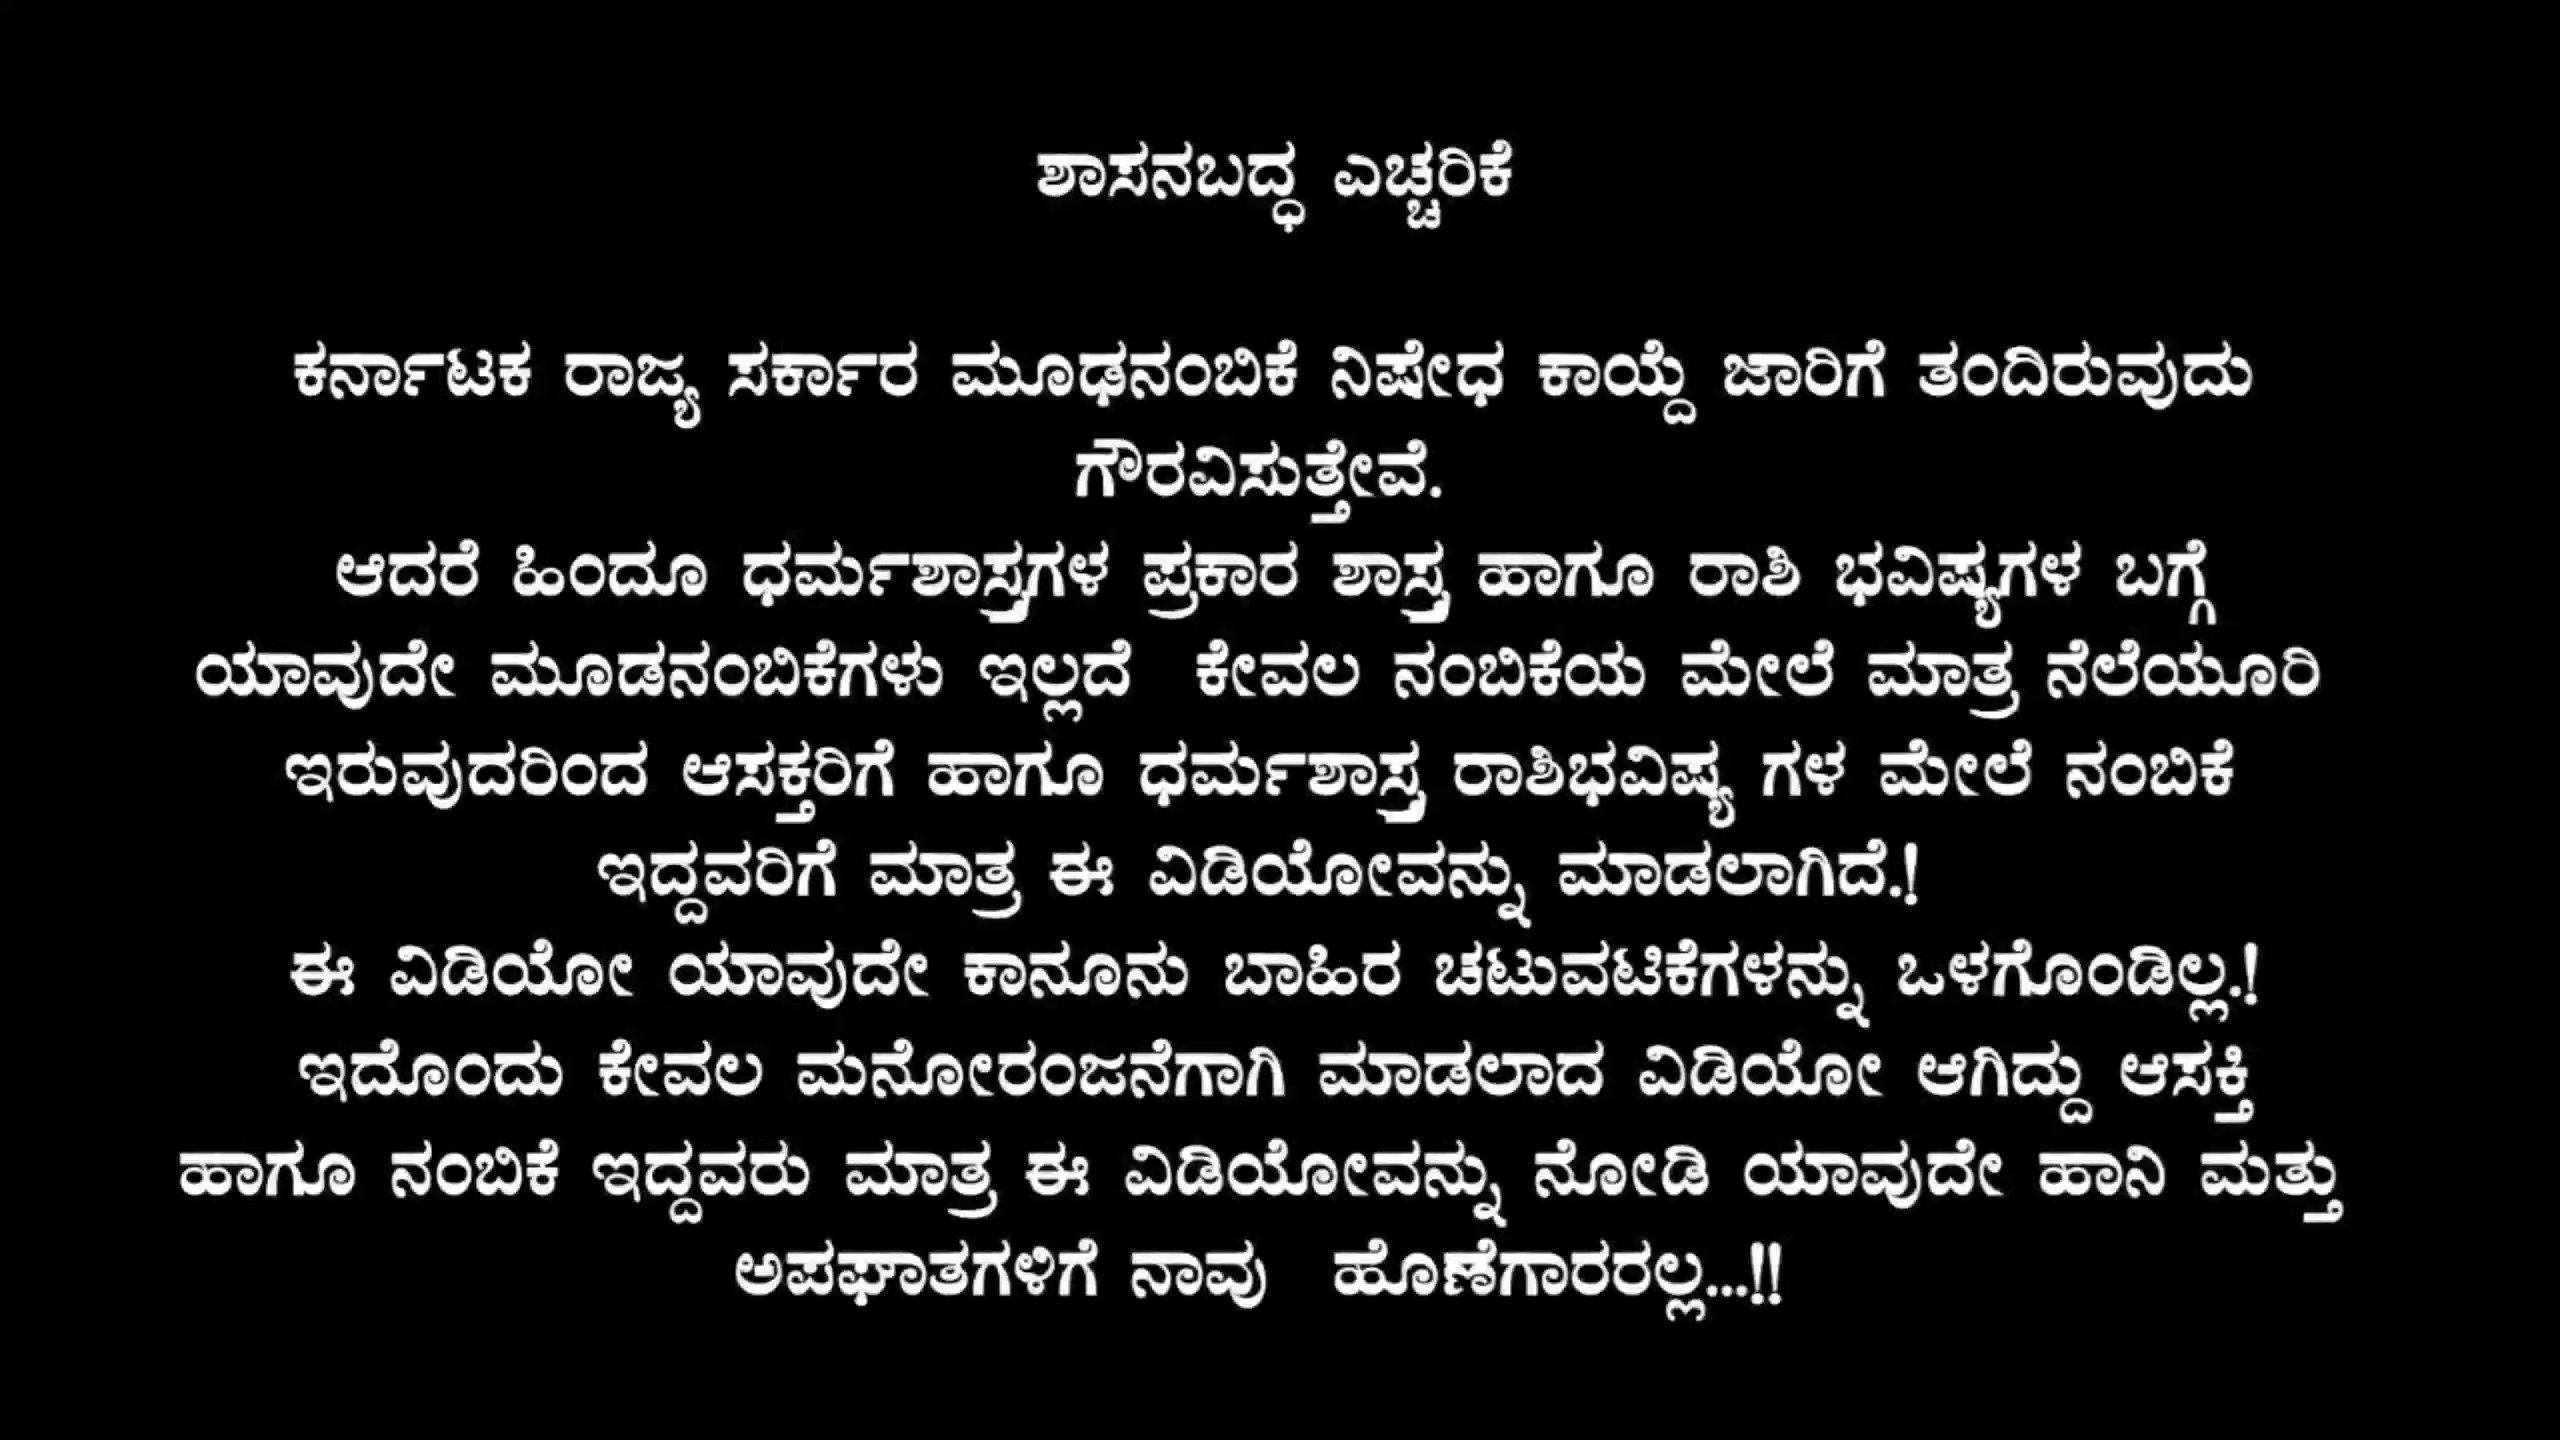 ಶಾಸನಬದ್ಧ ಎಚ್ಚರಿಕೆ
ಕರ್ನಾಟಕ ರಾಜ್ಯ ಸರ್ಕಾರ ಮೂಢನಂಬಿಕೆ ನಿಷೇಧ ಕಾಯ್ದೆ ಜಾರಿಗೆ ತಂದಿರುವುದು
ಗೌರವಿಸುತ್ತೇವೆ.
ಆದರೆ ಹಿಂದೂ ಧರ್ಮಶಾಸ್ತ್ರಗಳ ಪ್ರಕಾರ ಶಾಸ್ತ್ರ ಹಾಗೂ ರಾಶಿ ಭವಿಷ್ಯಗಳ ಬಗ್ಗೆ
ಯಾವುದೇ ಮೂಡನಂಬಿಕೆಗಳು ಇಲ್ಲದೆ ಕೇವಲ ನಂಬಿಕೆಯ ಮೇಲೆ ಮಾತ್ರ ನೆಲೆಯೂರಿ
ಇರುವುದರಿಂದ ಆಸಕ್ತರಿಗೆ ಹಾಗೂ ಧರ್ಮಶಾಸ್ತ್ರ ರಾಶಿಭವಿಷ್ಯ ಗಳ ಮೇಲೆ ನಂಬಿಕೆ
ಇದ್ದವರಿಗೆ ಮಾತ್ರ ಈ ವಿಡಿಯೋವನ್ನು ಮಾಡಲಾಗಿದೆ.!
ಈ ವಿಡಿಯೋ ಯಾವುದೇ ಕಾನೂನು ಬಾಹಿರ ಚಟುವಟಿಕೆಗಳನ್ನು ಒಳಗೊಂಡಿಲ್ಲ.!
ಇದೊಂದು ಕೇವಲ ಮನೋರಂಜನೆಗಾಗಿ ಮಾಡಲಾದ ವಿಡಿಯೋ ಆಗಿದ್ದು ಆಸಕ್ತಿ
ಹಾಗೂ ನಂಬಿಕೆ ಇದ್ದವರು ಮಾತ್ರ ಈ ವಿಡಿಯೋವನ್ನು ನೋಡಿ ಯಾವುದೇ ಹಾನಿ ಮತ್ತು
ಅಪಘಾತಗಳಿಗೆ ನಾವು ಹೊಣೆಗಾರರಲ್ಲ...!!